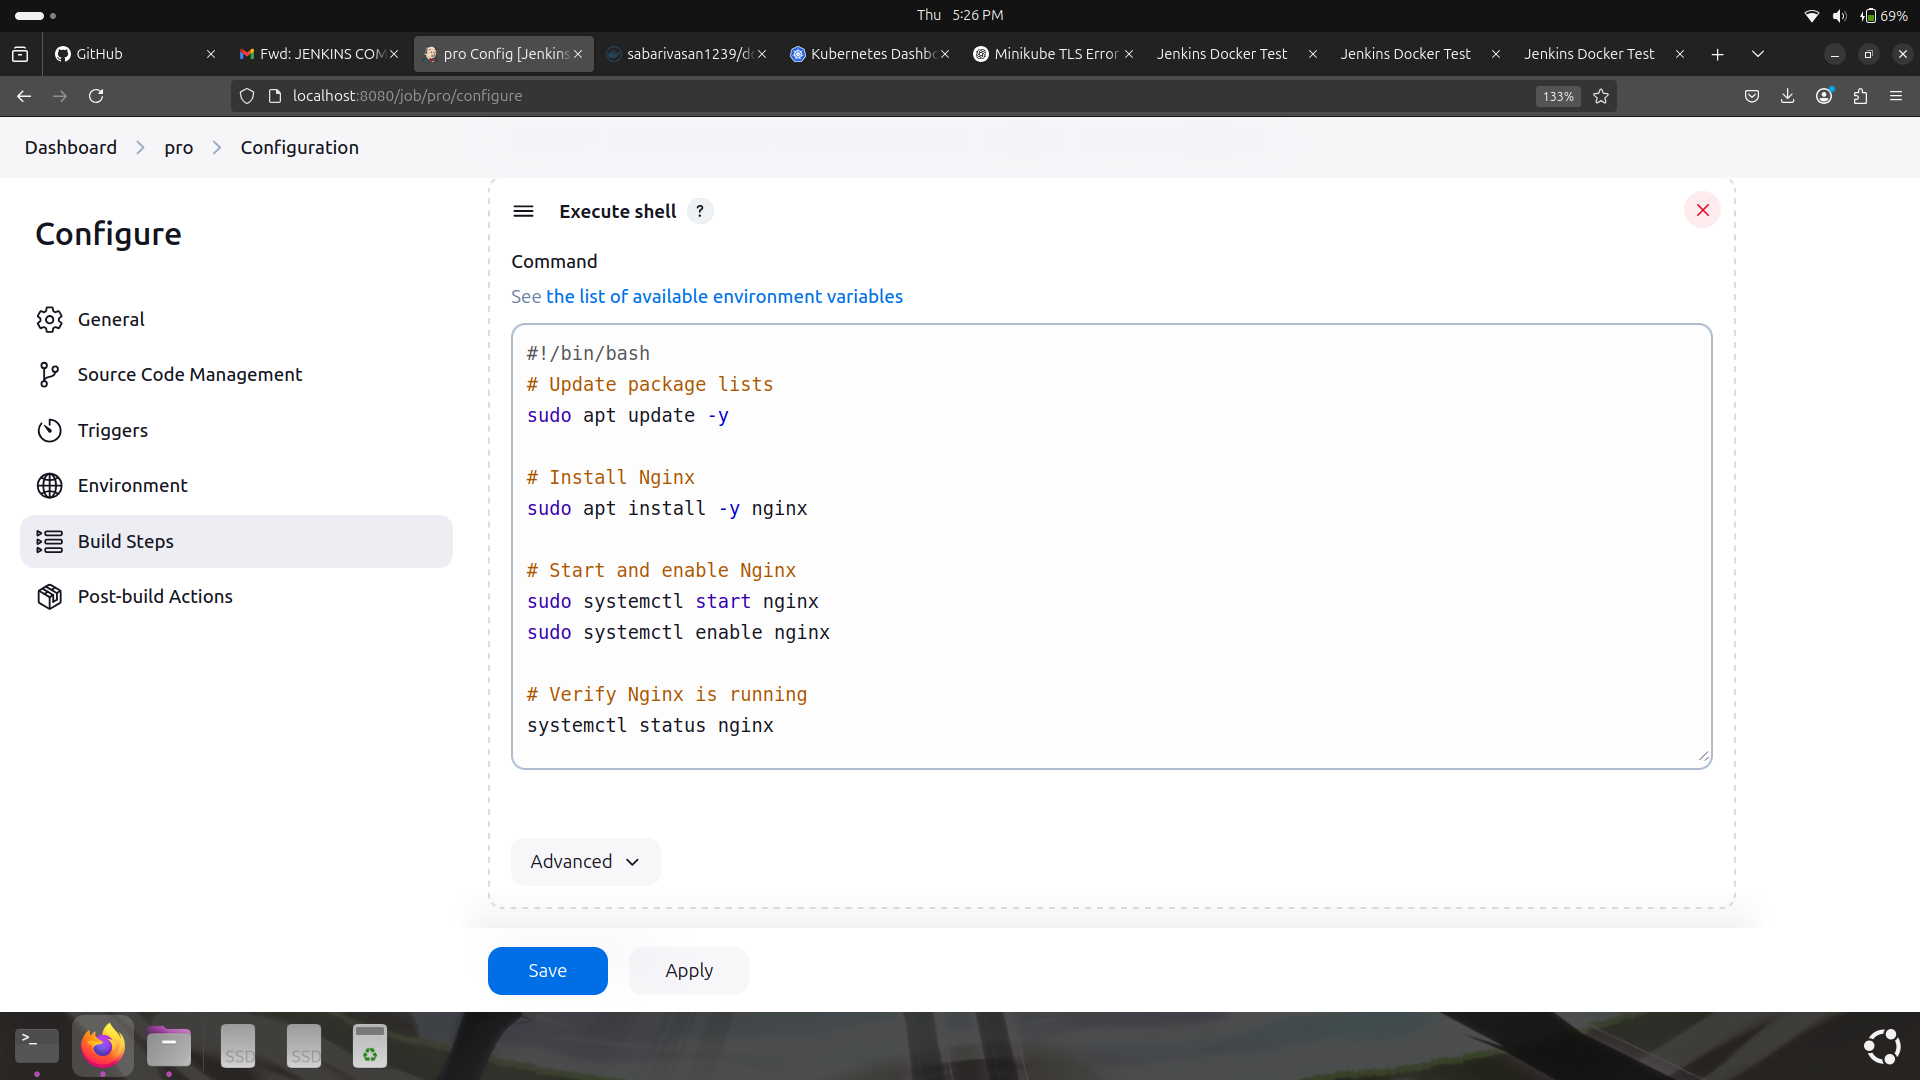 Thu 5:26 PM
69%
GitHub
Fwd: JENKINS COM
pro Config [Jenkins
sabarivasan1239/do
Kubernetes Dashbo
Minikube TLS Error
Jenkins Docker Test
Jenkins Docker Test
Jenkins Docker Test
localhost:8080/job/pro/configure
133%
Dashboard
pro
Configuration
Configure
General
Source Code Management
Triggers
Environment
Build Steps
Post-build Actions
Execute shell ?
Command
See the list of available environment variables
#!/bin/bash
# Update package lists
sudo apt update -y
# Install Nginx
sudo apt install -y nginx
# Start and enable Nginx
sudo systemctl start nginx
sudo systemctl enable nginx
# Verify Nginx is running
systemctl status nginx
Advanced
Save
Apply
>_
SSD
SSD